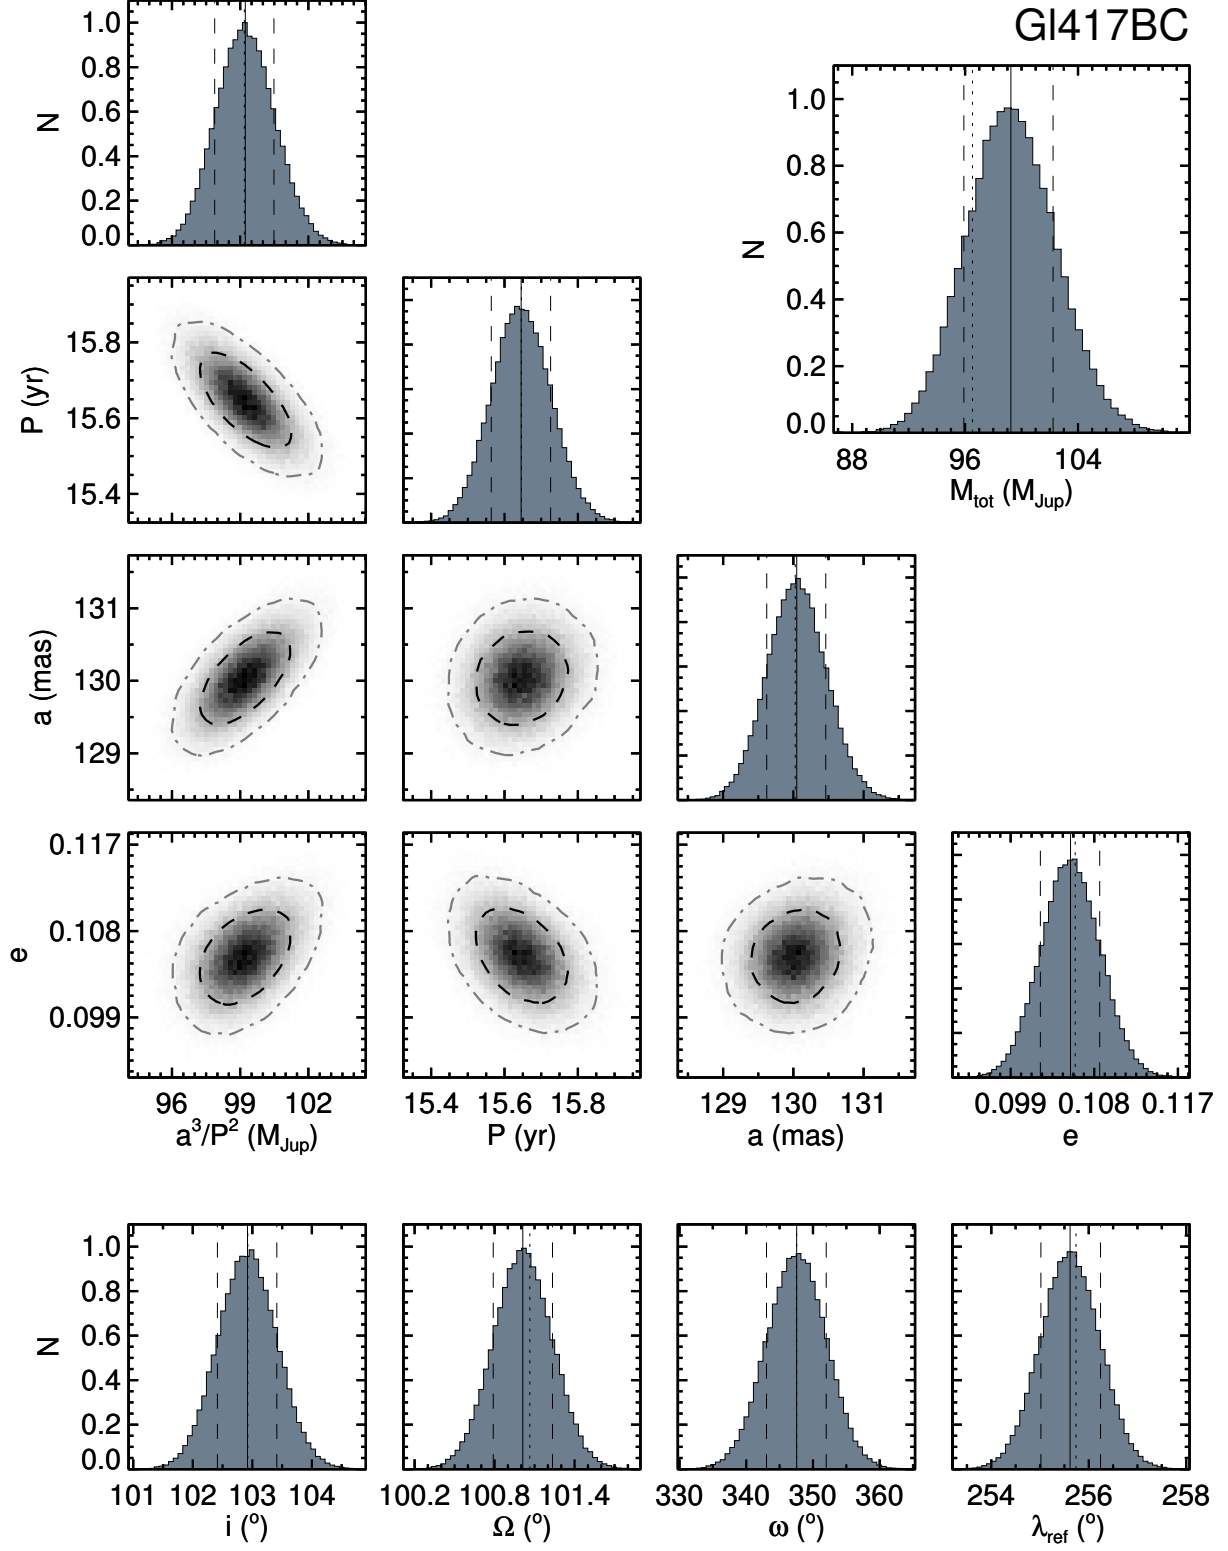 Gl417BC
1.0
0.8
0.6
0.4
0.2
0.0
N
1.0
0.8
0.6
0.4
0.2
0.0
N
88 96 104
Mtot (MJup)
15.8
15.6
15.4
P (yr)
131
130
129
a (mas)
0.117
0.108
0.099
e
96 99 102
a³/P² (MJup)
15.4 15.6 15.8
P (yr)
129 130 131
a (mas)
0.099 0.108 0.117
e
1.0
0.8
0.6
0.4
0.2
0.0
N
101 102 103 104
i (°)
100.2 100.8 101.4
Ω (°)
330 340 350 360
ω (°)
254 256 258
λref (°)